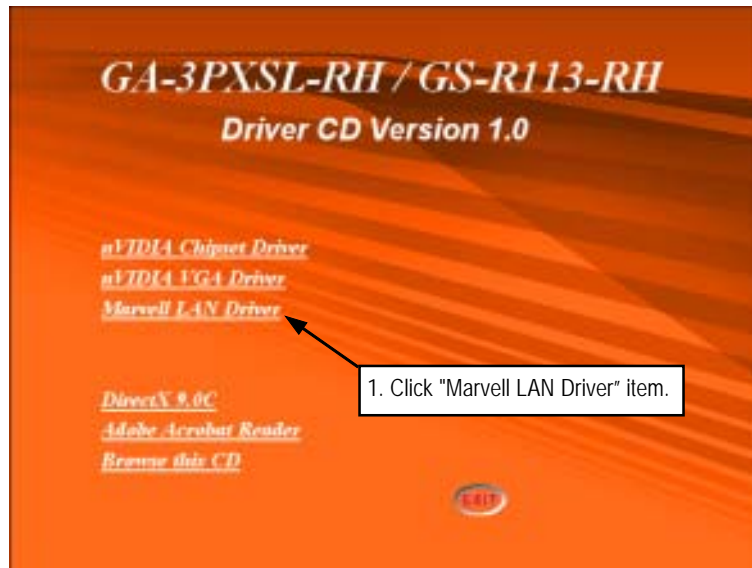 GA-3PXSL-RH / GS-R113-RH
Driver CD Version 1.0
nVIDIA Chipset Driver
nVIDIA VGA Driver
Marvell LAN Driver
1. Click "Marvell LAN Driver” item.
DirectX 9.0C
Adobe Acrobat Reader
Browse this CD
EXIT